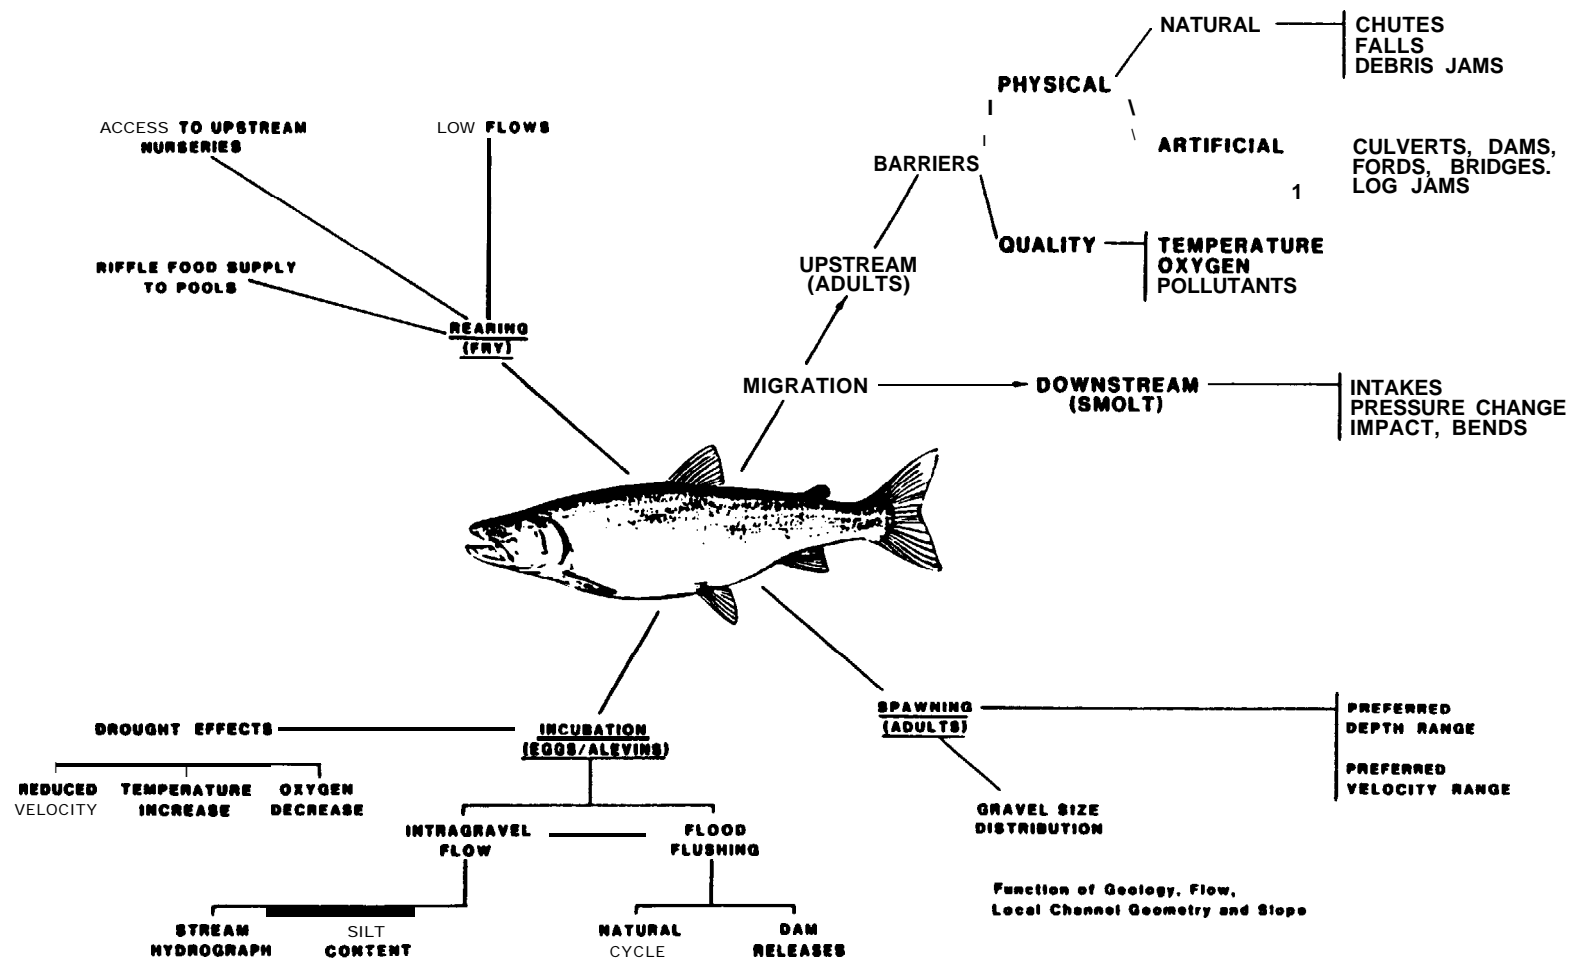 NATURAL
CHUTES
FALLS
DEBRIS JAMS
PHYSICAL
ACCESS TO UPSTREAM
NURSERIES
LOW FLOWS
ARTIFICIAL
CULVERTS, DAMS,
FORDS, BRIDGES.
LOG JAMS
1
BARRIERS
QUALITY
TEMPERATURE
OXYGEN
POLLUTANTS
RIFFLE FOOD SUPPLY
TO POOLS
UPSTREAM
(ADULTS)
REARING
(FRY)
MIGRATION
DOWNSTREAM
(SMOLT)
INTAKES
PRESSURE CHANGE
IMPACT, BENDS
DROUGHT EFFECTS
INCUBATION
(EGGS/ALEVINS)
SPAWNING
(ADULTS)
PREFERRED
DEPTH RANGE
PREFERRED
VELOCITY RANGE
REDUCED
VELOCITY
TEMPERATURE
INCREASE
OXYGEN
DECREASE
GRAVEL SIZE
DISTRIBUTION
INTRAGRAVEL
FLOW
FLOOD
FLUSHING
Function of Geology, Flow,
Local Channel Geometry and Slope
STREAM
HYDROGRAPH
SILT
CONTENT
NATURAL
CYCLE
DAM
RELEASES